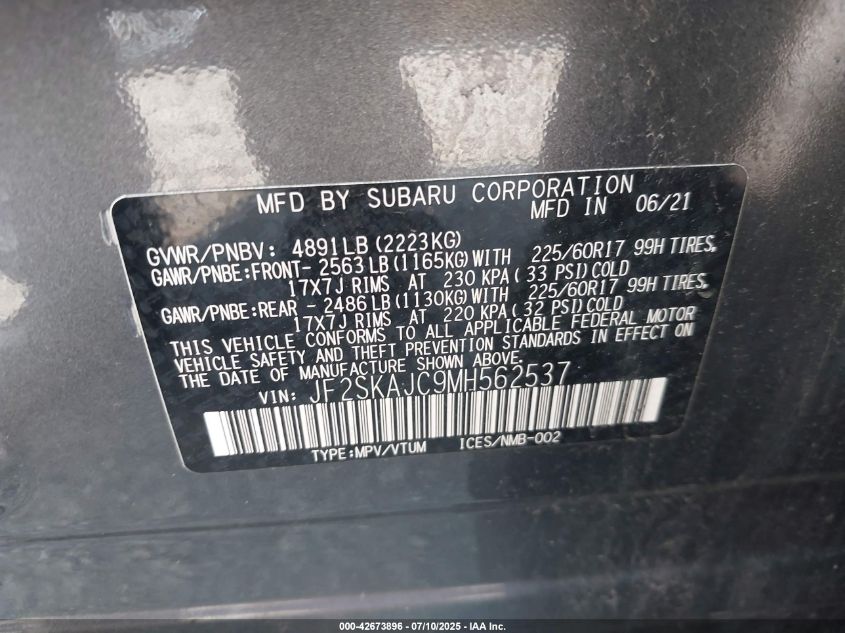 MFD BY SUBARU CORPORATION
MFD IN 06/21
GVWR/PNBV: 4891LB (2223KG)
GAWR/PNBE:FRONT- 2563LB (1165KG) WITH 225/60R17 99H TIRES,
17X7J RIMS AT 230 KPA( 33 PSI) COLD
GAWR/PNBE:REAR - 2486LB (1130KG) WITH 225/60R17 99H TIRES,
17X7J RIMS AT 220 KPA( 32 PSI) COLD
THIS VEHICLE CONFORMS TO ALL APPLICABLE FEDERAL MOTOR
VEHICLE SAFETY AND THEFT PREVENTION STANDARDS IN EFFECT ON
THE DATE OF MANUFACTURE SHOWN ABOVE.
VIN: JF2SKAJC9MH562537
TYPE:MPV/VTUM ICES/NMB-002
000-42673896 - 07/10/2025 - IAA Inc.